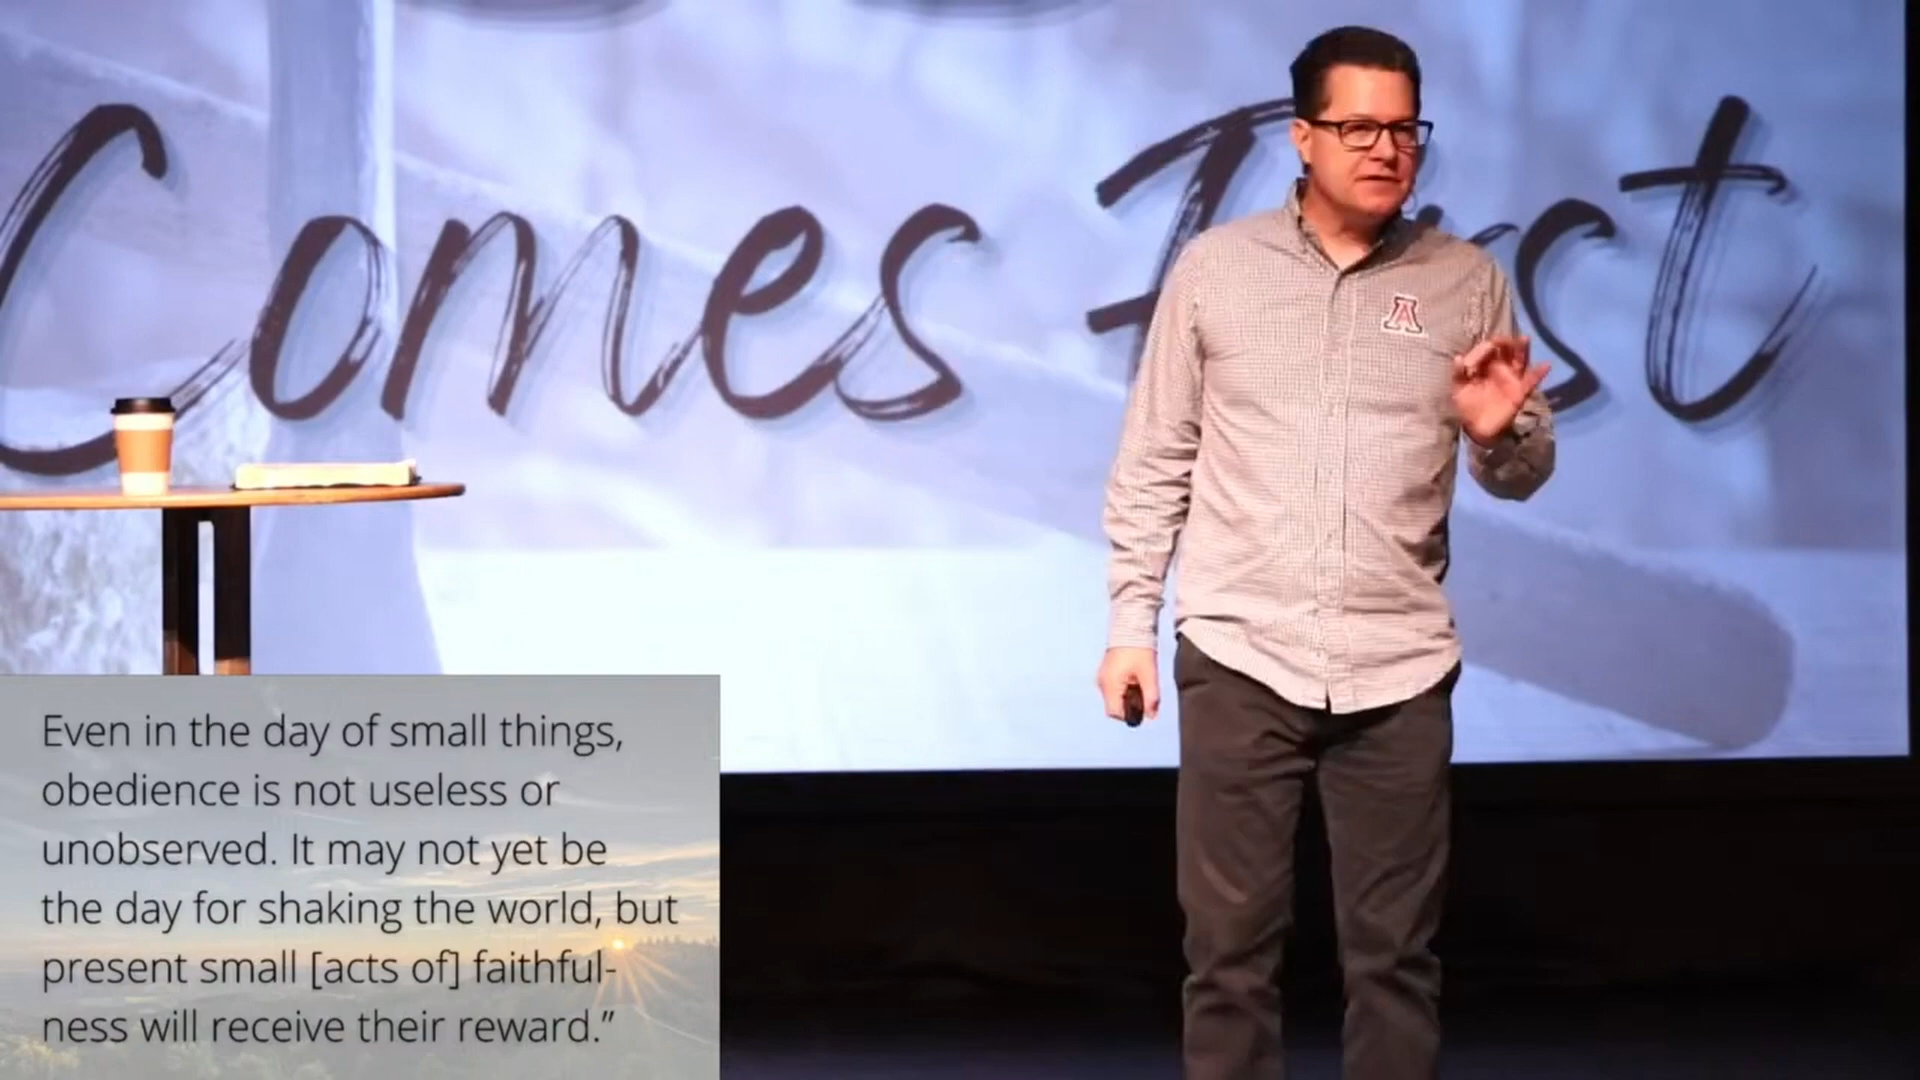 Comes First
A
Even in the day of small things,
obedience is not useless or
unobserved. It may not yet be
the day for shaking the world, but
present small [acts of] faithful-
ness will receive their reward.”